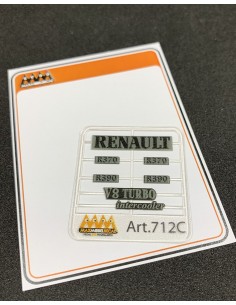 RENAULT
R370 R370
R390 R390
V8 TURBO
Intercooler
Art.712C